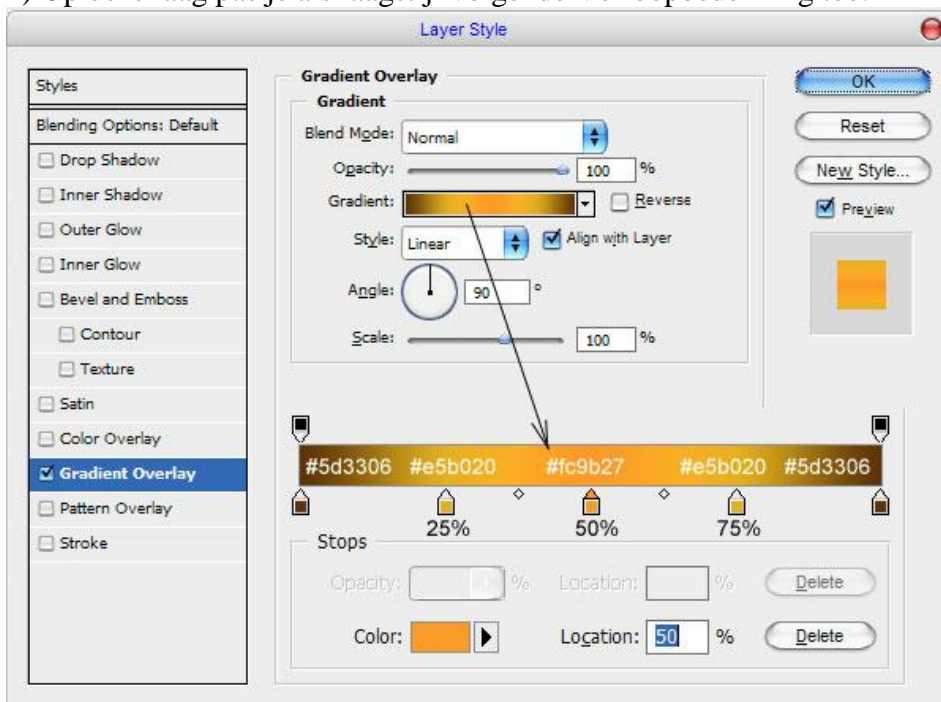 Layer Style
Styles
Blending Options: Default
Drop Shadow
Inner Shadow
Outer Glow
Inner Glow
Bevel and Emboss
Contour
Texture
Satin
Color Overlay
Gradient Overlay
Pattern Overlay
Stroke
Gradient Overlay
Gradient
Blend Mode: Normal
Opacity: 100 %
Gradient: Reverse
Style: Linear Align with Layer
Angle: 90 °
Scale: 100 %
OK
Reset
New Style...
Preview
#5d3306 #e5b020 #fc9b27 #e5b020 #5d3306
25% 50% 75%
Stops
Opacity: % Location: % Delete
Color: Location: 50 % Delete